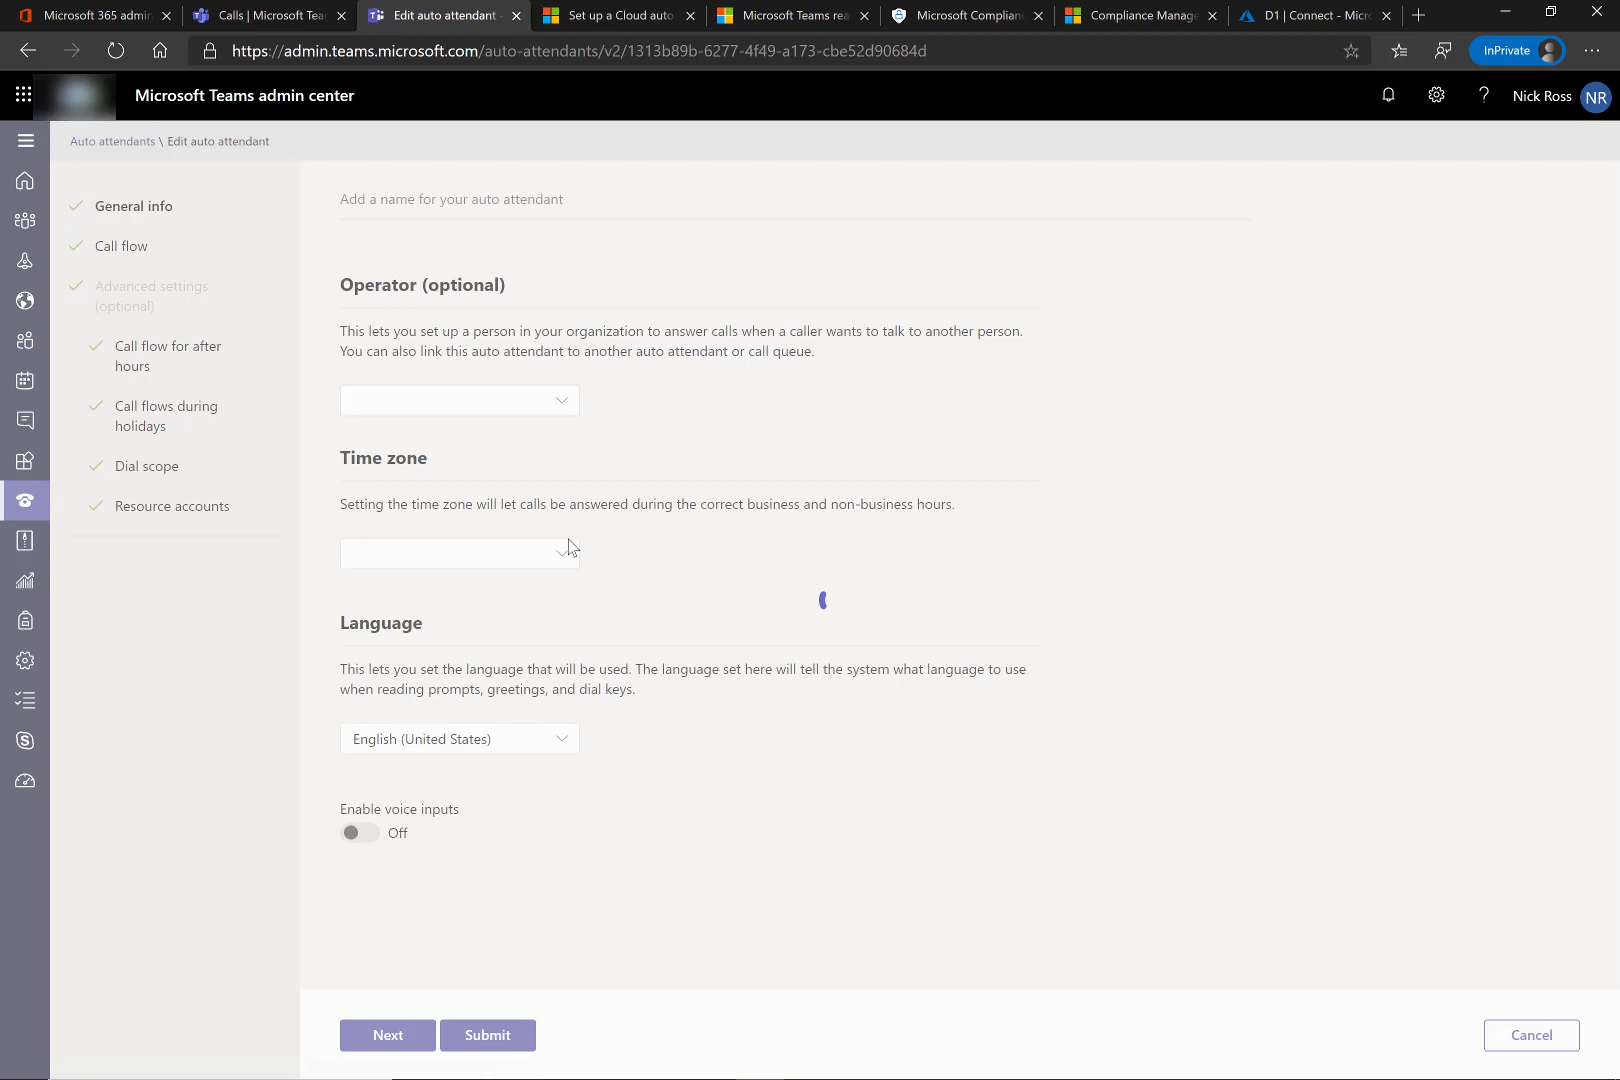 Microsoft 365 admin
Calls | Microsoft Tear
Edit auto attendant -
Set up a Cloud auto
Microsoft Teams rea
Microsoft Complian
Compliance Manage
D1 | Connect - Micr
https://admin.teams.microsoft.com/auto-attendants/v2/1313b89b-6277-4f49-a173-cbe52d90684d
InPrivate
Microsoft Teams admin center
?
Nick Ross
NR
Auto attendants \ Edit auto attendant
General info
Call flow
Advanced settings
(optional)
Call flow for after
hours
Call flows during
holidays
Dial scope
Resource accounts
Add a name for your auto attendant
Operator (optional)
This lets you set up a person in your organization to answer calls when a caller wants to talk to another person.
You can also link this auto attendant to another auto attendant or call queue.
Time zone
Setting the time zone will let calls be answered during the correct business and non-business hours.
Language
This lets you set the language that will be used. The language set here will tell the system what language to use
when reading prompts, greetings, and dial keys.
English (United States)
Enable voice inputs
Off
Next
Submit
Cancel